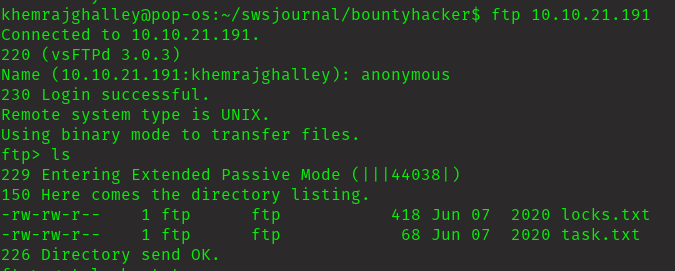 khemrajghalley@pop-os:~/swsjournal/bountyhacker$ ftp 10.10.21.191
Connected to 10.10.21.191.
220 (vsFTPd 3.0.3)
Name (10.10.21.191:khemrajghalley): anonymous
230 Login successful.
Remote system type is UNIX.
Using binary mode to transfer files.
ftp> ls
229 Entering Extended Passive Mode (|||44038|)
150 Here comes the directory listing.
-rw-rw-r--    1 ftp      ftp           418 Jun 07  2020 locks.txt
-rw-rw-r--    1 ftp      ftp            68 Jun 07  2020 task.txt
226 Directory send OK.